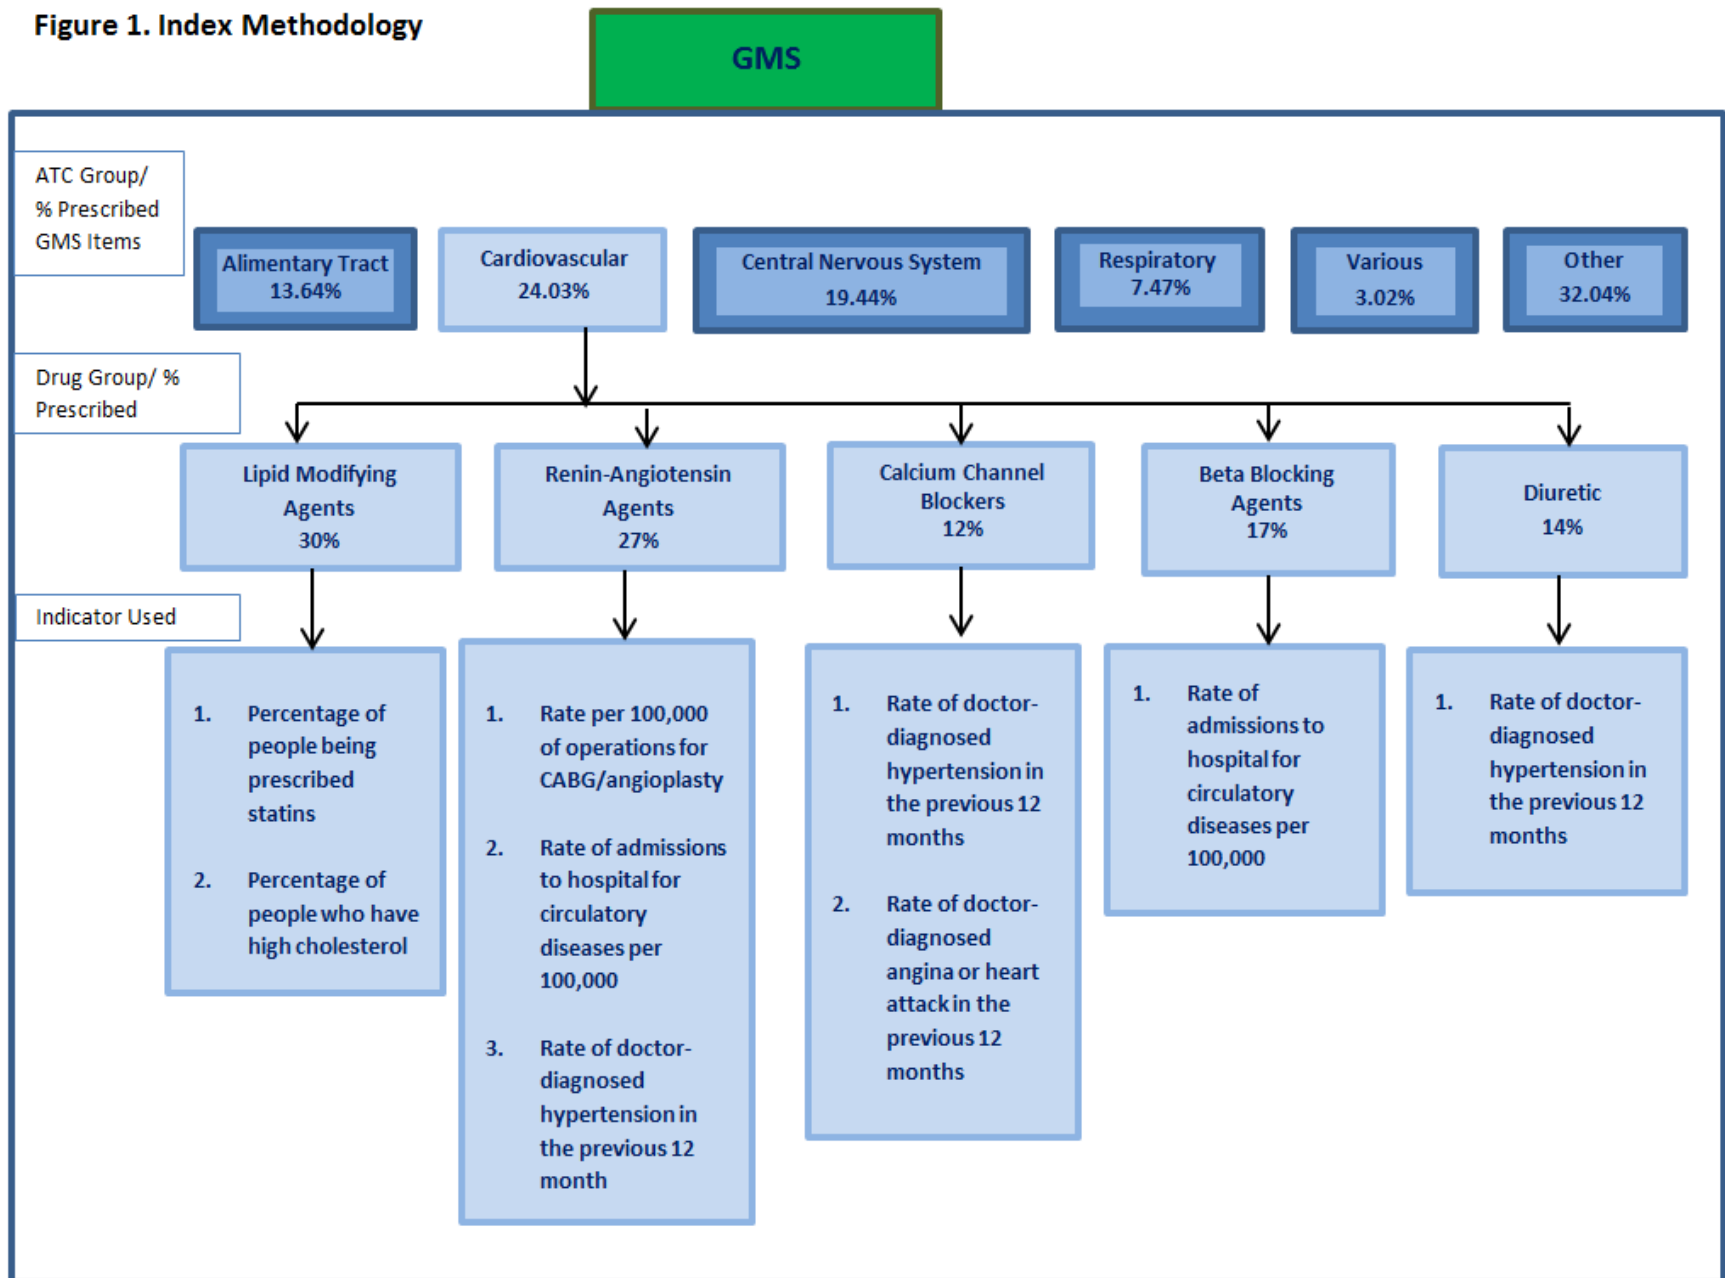 Figure 1. Index Methodology
GMS
ATC Group/
% Prescribed
GMS Items
Alimentary Tract
13.64%
Cardiovascular
24.03%
Central Nervous System
19.44%
Respiratory
7.47%
Various
3.02%
Other
32.04%
Drug Group/ %
Prescribed
Lipid Modifying
Agents
30%
Renin-Angiotensin
Agents
27%
Calcium Channel
Blockers
12%
Beta Blocking
Agents
17%
Diuretic
14%
Indicator Used
1. Percentage of
people being
prescribed
statins
2. Percentage of
people who have
high cholesterol
1. Rate per 100,000
of operations for
CABG/angioplasty
2. Rate of admissions
to hospital for
circulatory
diseases per
100,000
3. Rate of doctor-
diagnosed
hypertension in
the previous 12
month
1. Rate of doctor-
diagnosed
hypertension in
the previous 12
months
2. Rate of doctor-
diagnosed
angina or heart
attack in the
previous 12
months
1. Rate of
admissions to
hospital for
circulatory
diseases per
100,000
1. Rate of doctor-
diagnosed
hypertension in
the previous 12
months